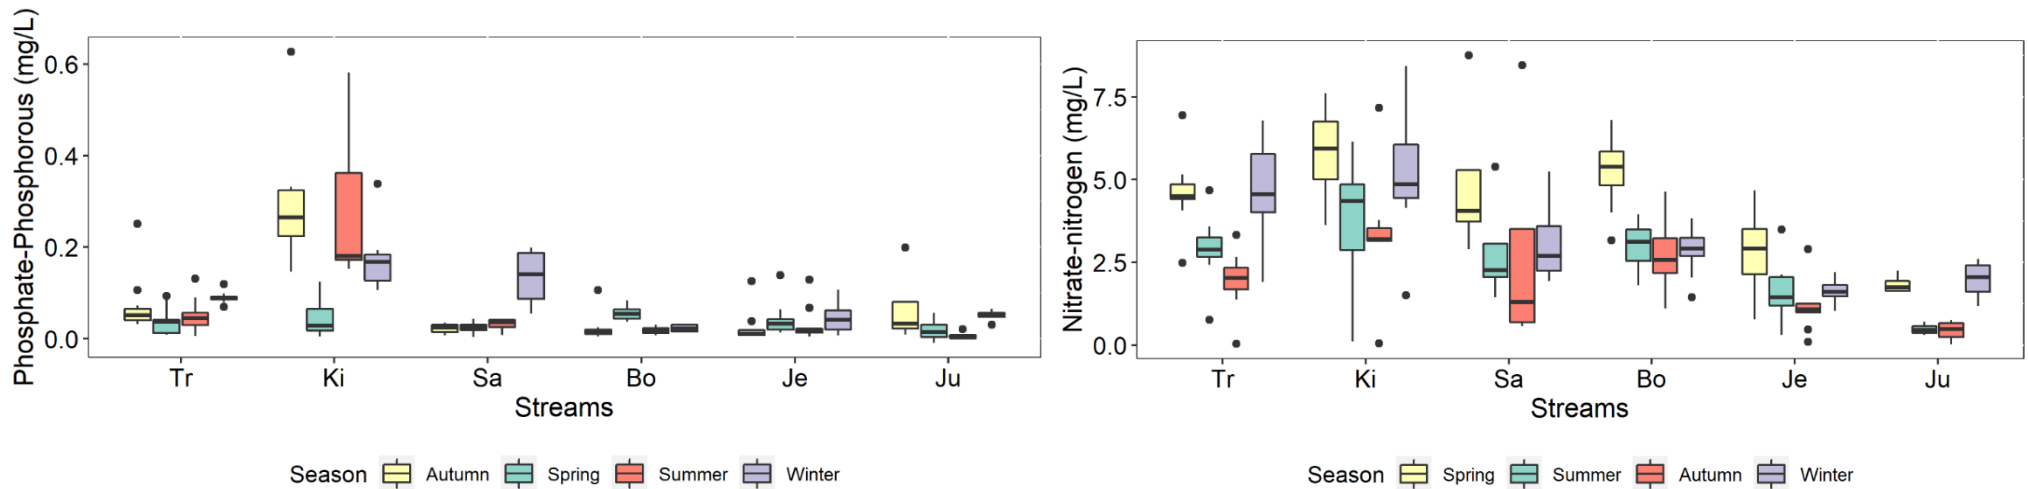 Phosphate-Phosphorous (mg/L)
0.6
0.4
0.2
0.0
Tr Ki Sa Bo Je Ju
Streams
Season Autumn Spring Summer Winter
Nitrate-nitrogen (mg/L)
7.5
5.0
2.5
0.0
Tr Ki Sa Bo Je Ju
Streams
Season Spring Summer Autumn Winter